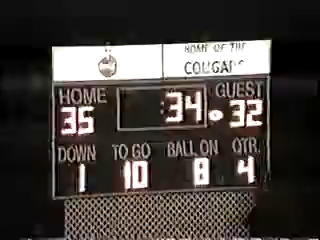 HOME OF THE
COUGARS
HOME :34 GUEST
35 32
DOWN TO GO BALL ON QTR.
1 10 8 4